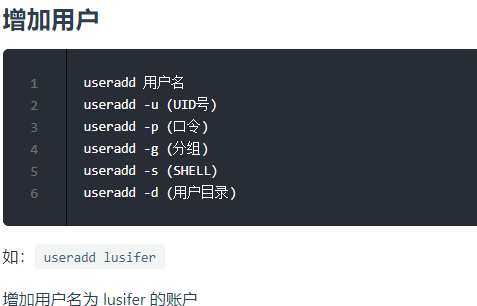 增加用户
1 useradd 用户名
2 useradd -u (UID号)
3 useradd -p (口令)
4 useradd -g (分组)
5 useradd -s (SHELL)
6 useradd -d (用户目录)
如： useradd lusifer
增加用户名为 lusifer 的账户